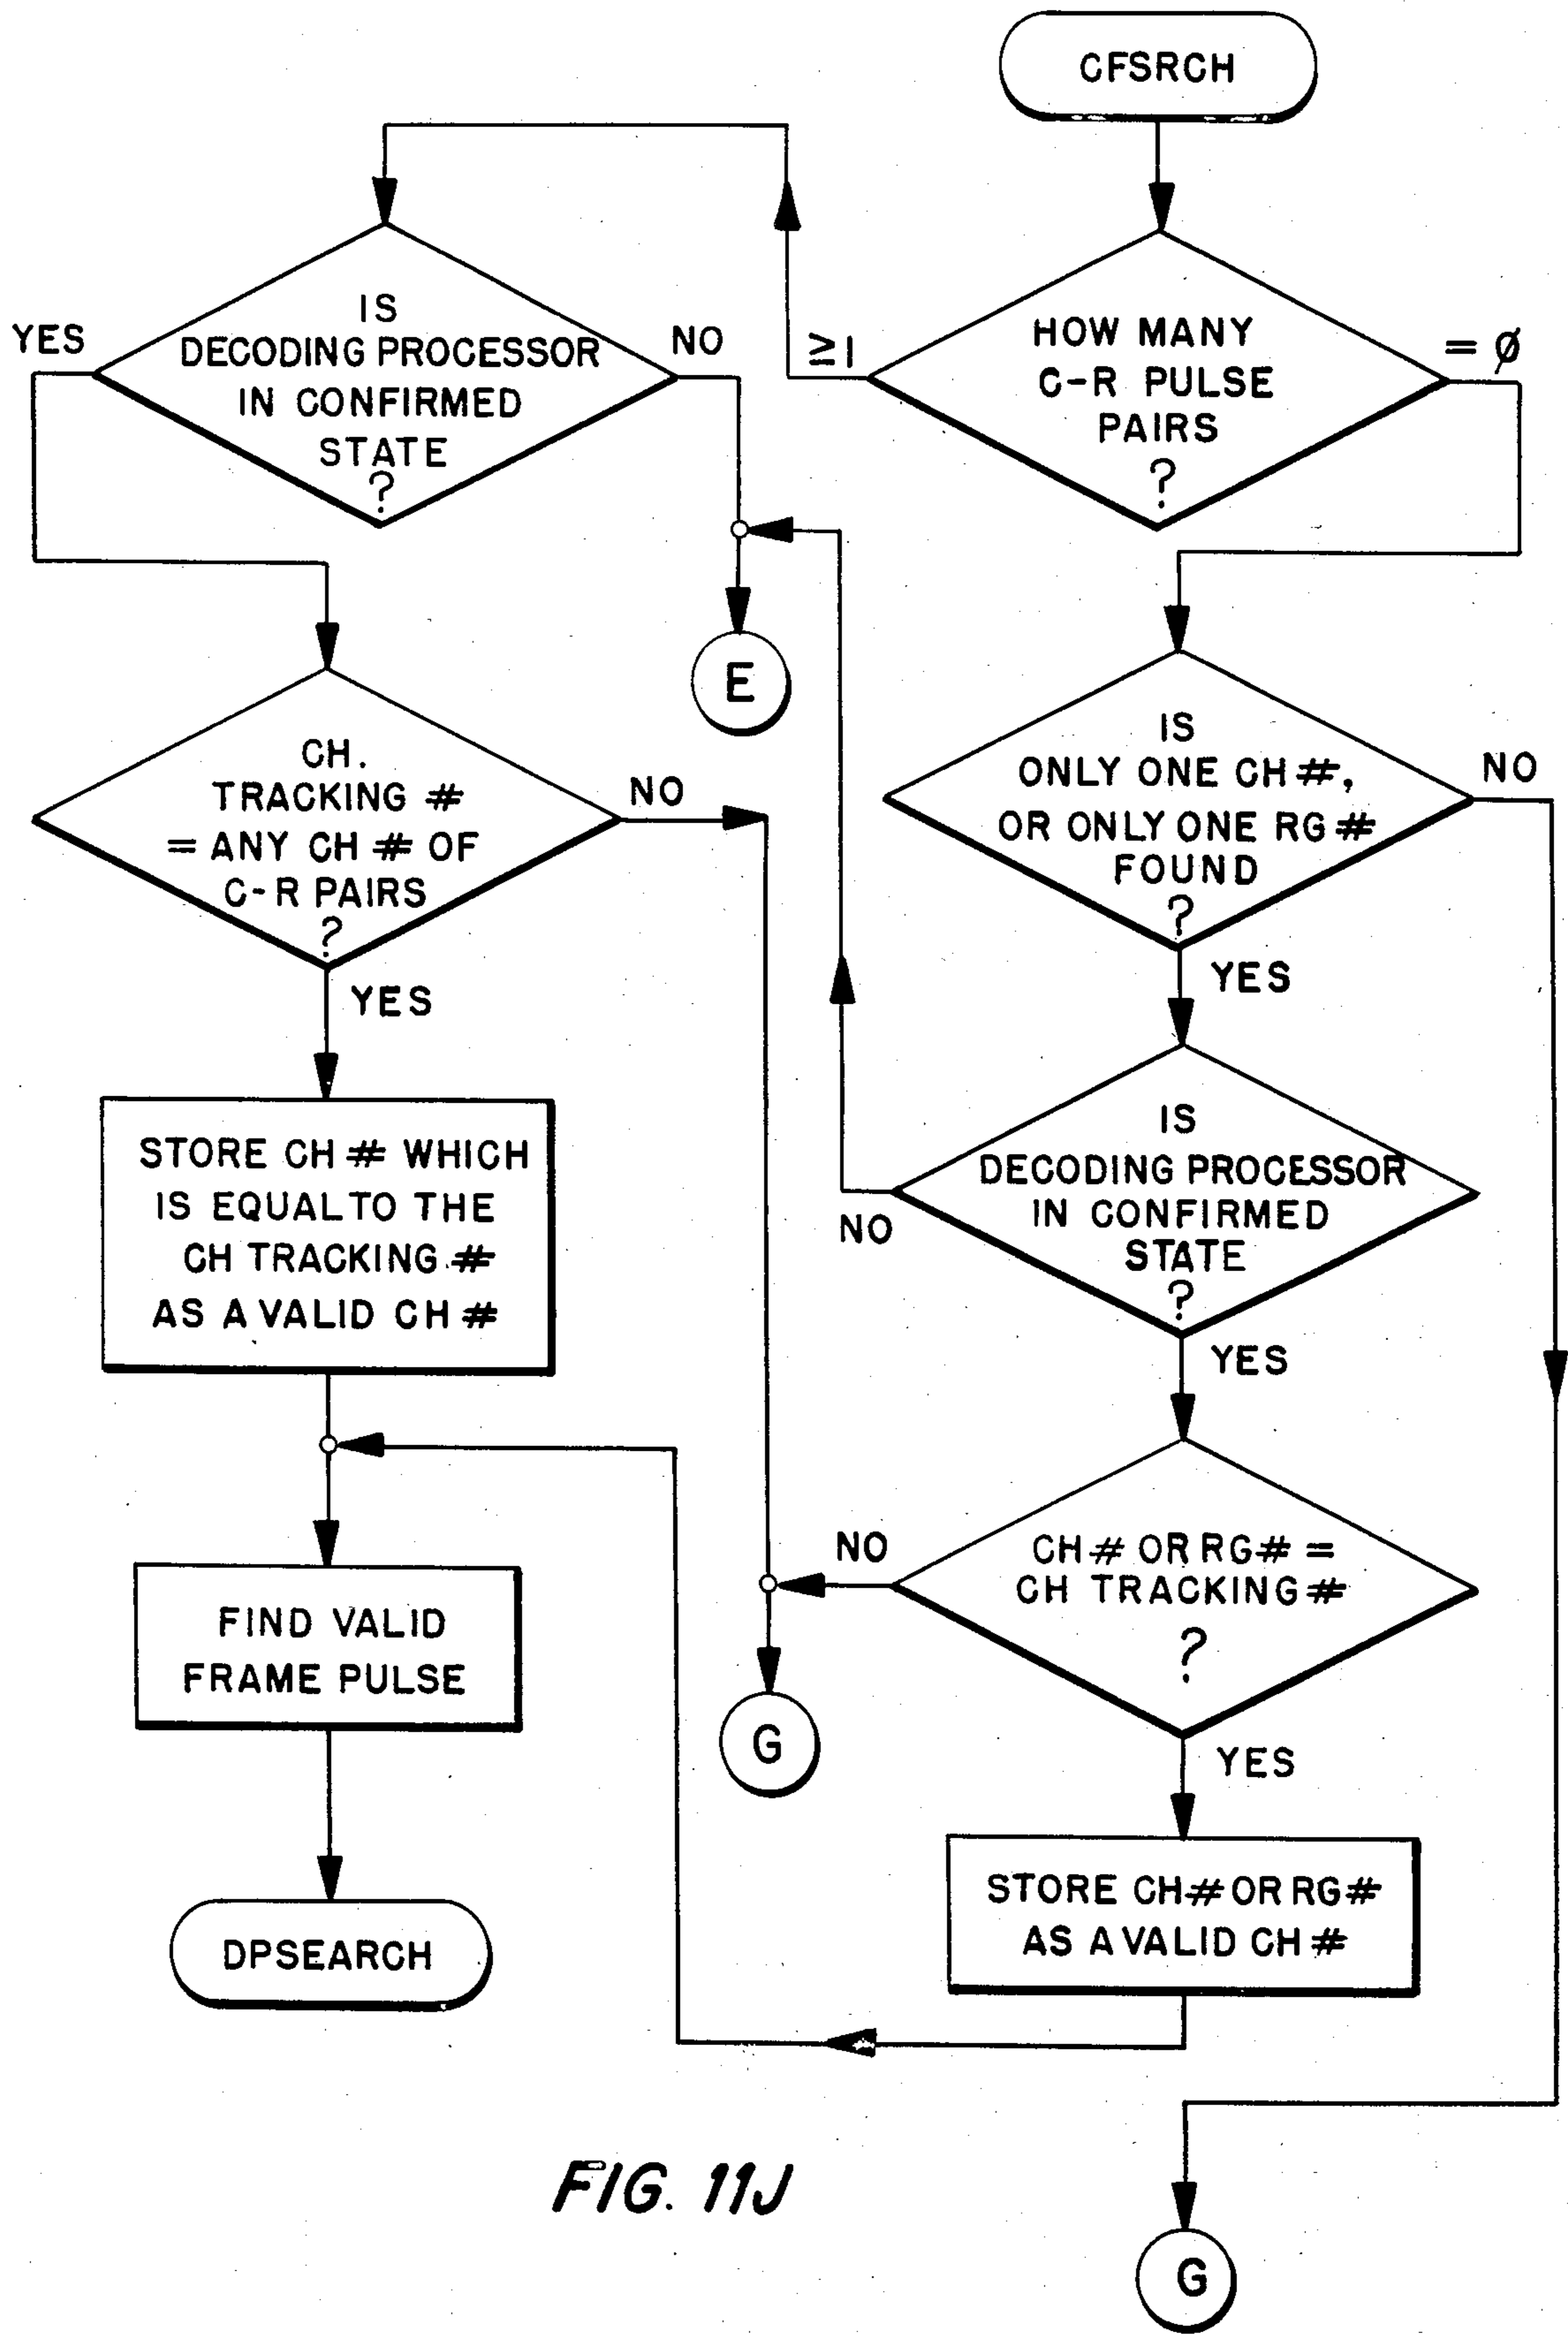 CFSRCH
HOW MANY
C-R PULSE
PAIRS
?
≥1
= Ø
IS
DECODING PROCESSOR
IN CONFIRMED
STATE
?
YES
NO
E
CH.
TRACKING #
= ANY CH # OF
C-R PAIRS
?
NO
YES
IS
ONLY ONE CH #,
OR ONLY ONE RG #
FOUND
?
NO
YES
STORE CH # WHICH
IS EQUAL TO THE
CH TRACKING #
AS A VALID CH #
IS
DECODING PROCESSOR
IN CONFIRMED
STATE
?
NO
YES
FIND VALID
FRAME PULSE
CH # OR RG # =
CH TRACKING #
?
NO
YES
G
DPSEARCH
STORE CH # OR RG #
AS A VALID CH #
G
FIG. 11J